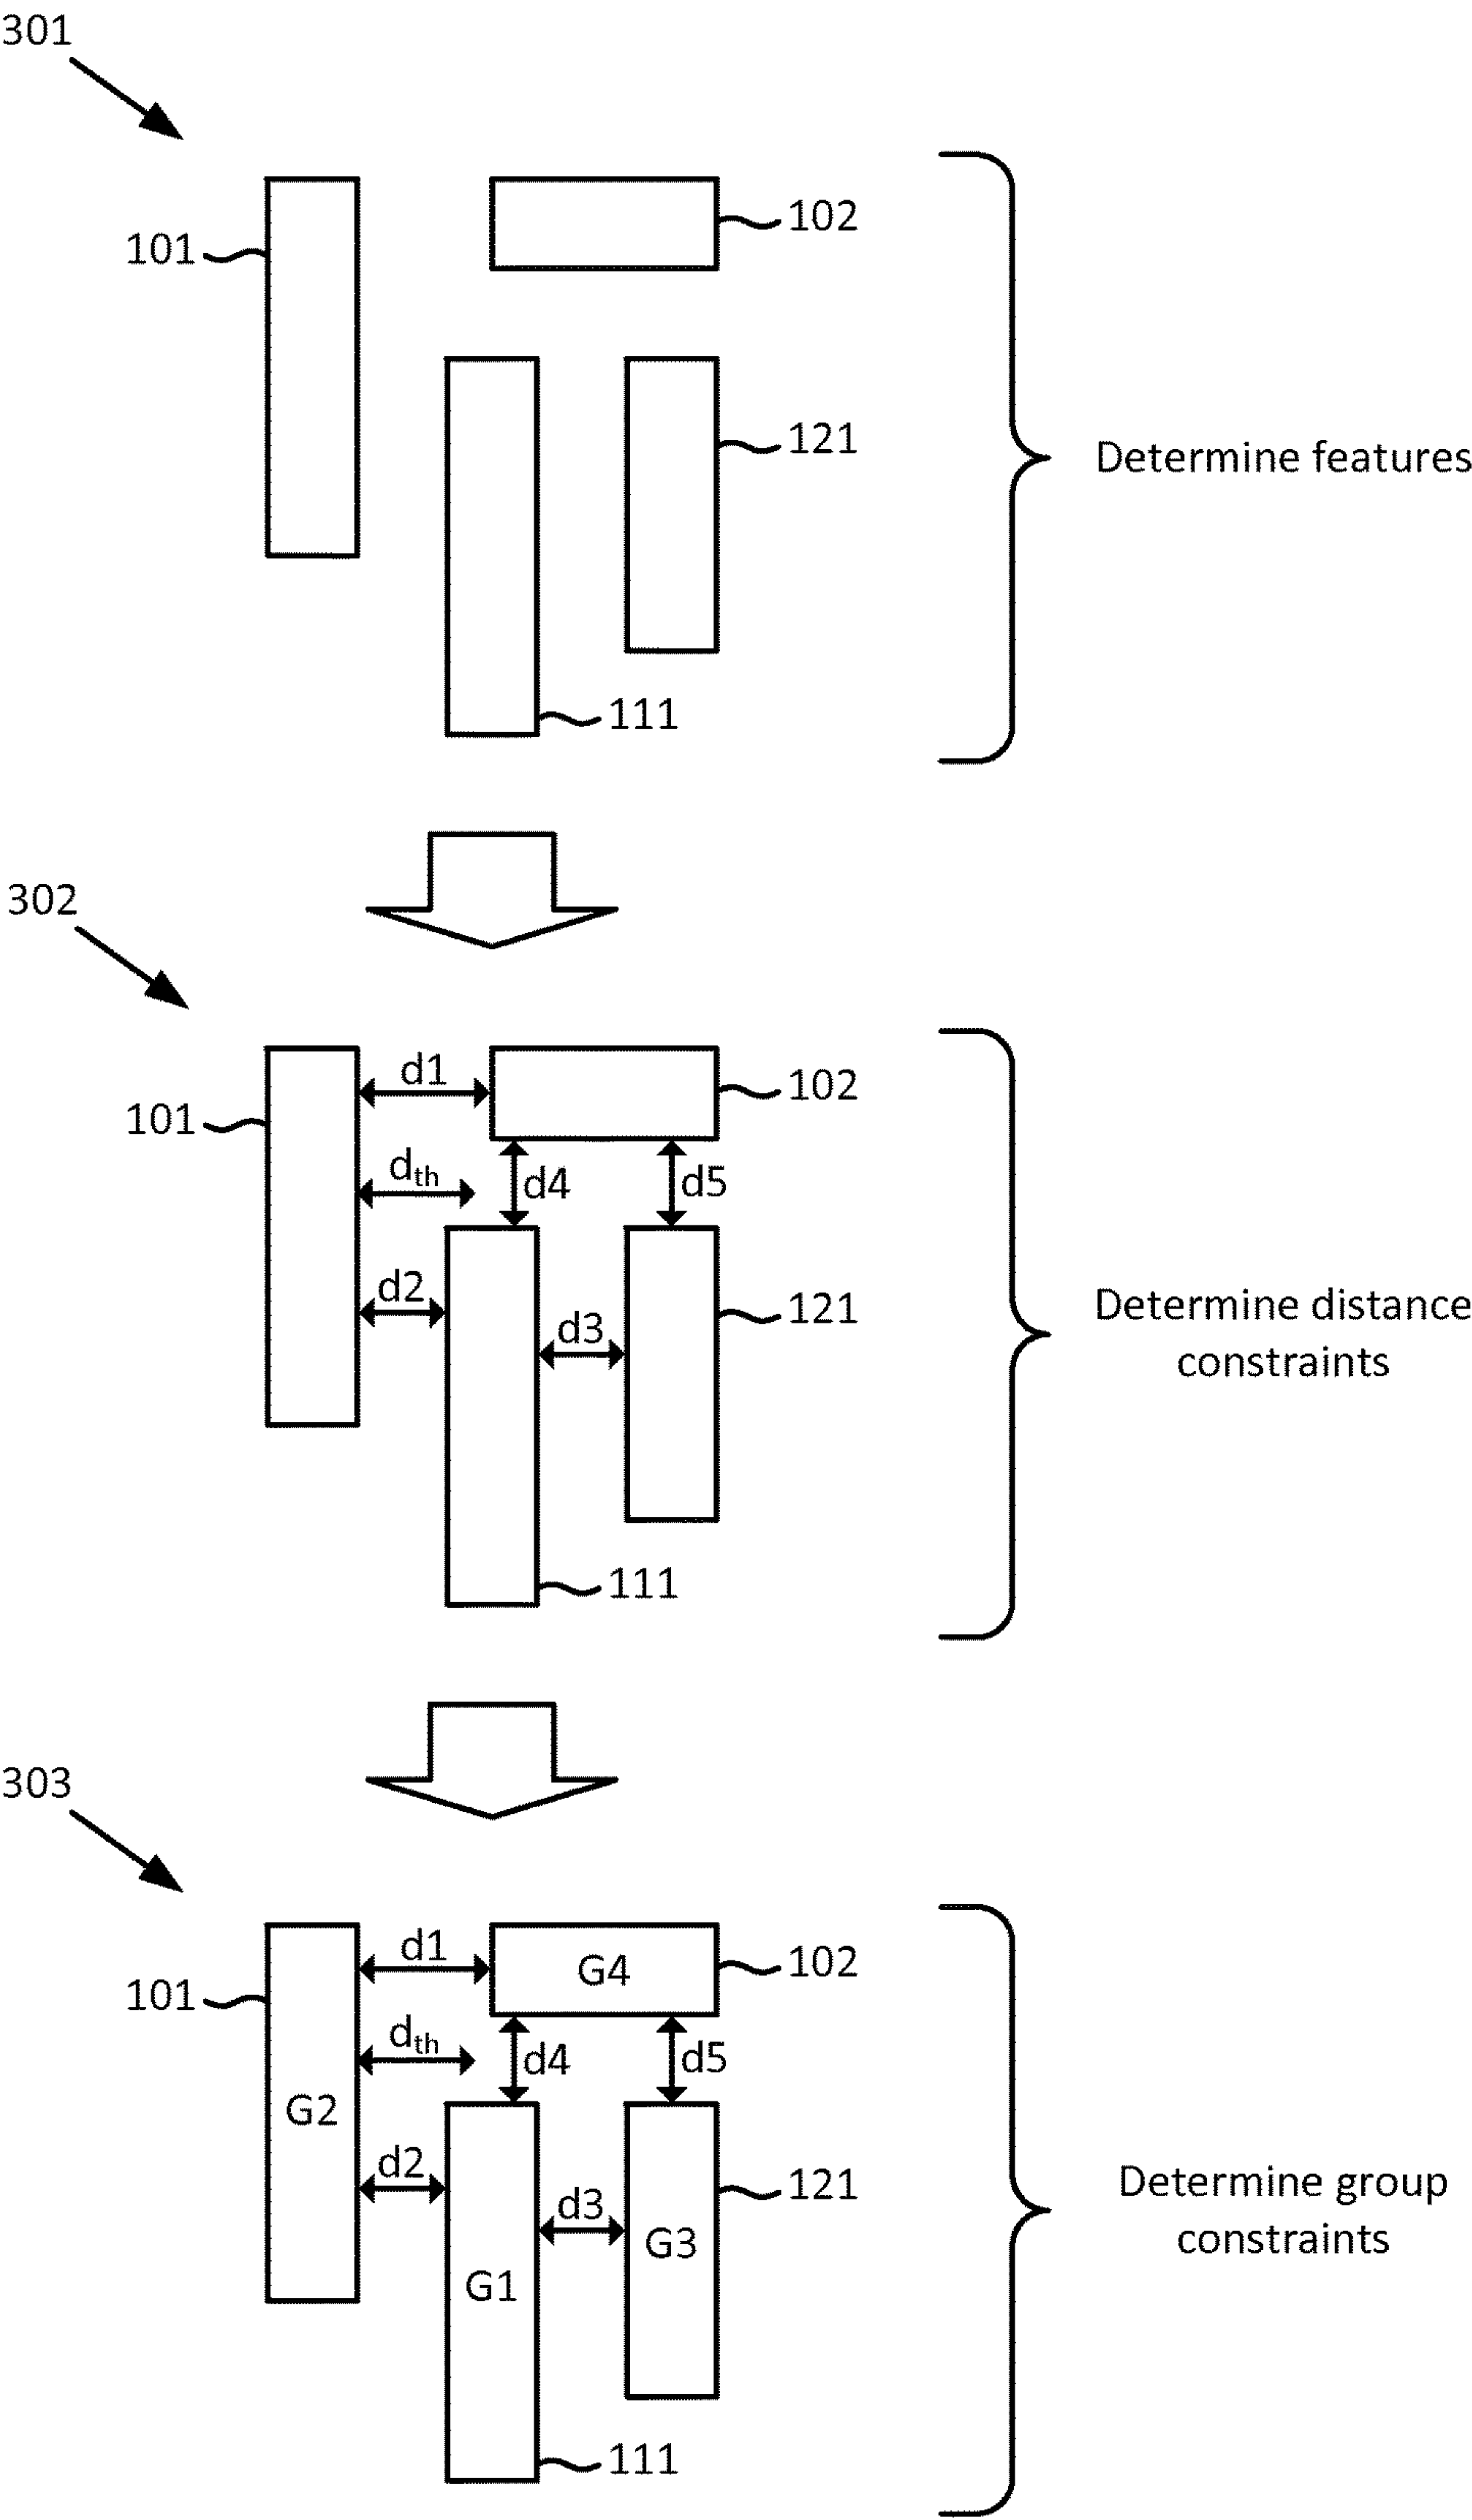 301
101
102
121
Determine features
111
302
d1
102
101
dth
d4
d5
d2
d3
121
Determine distance
constraints
111
303
d1
G4
102
101
dth
d4
d5
G2
d2
d3
121
G3
G1
Determine group
constraints
111